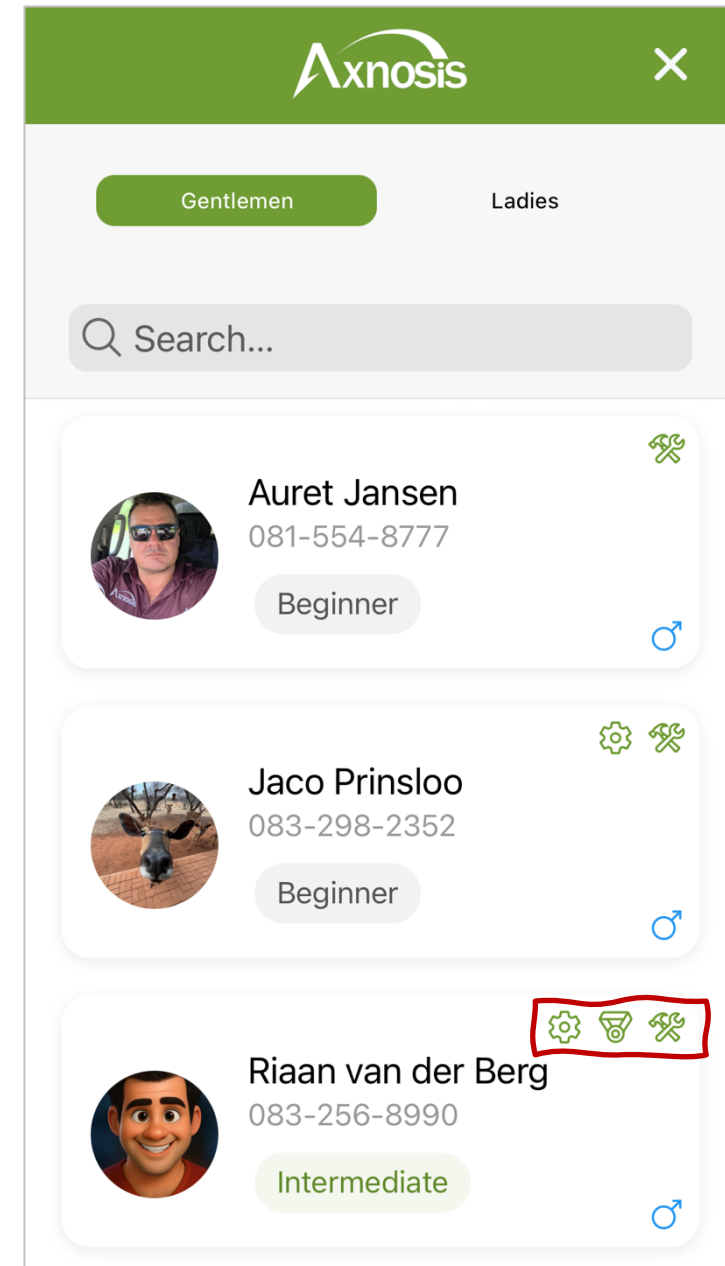 Axnosis
Gentlemen
Ladies
Search...
Auret Jansen
081-554-8777
Beginner
Jaco Prinsloo
083-298-2352
Beginner
Riaan van der Berg
083-256-8990
Intermediate